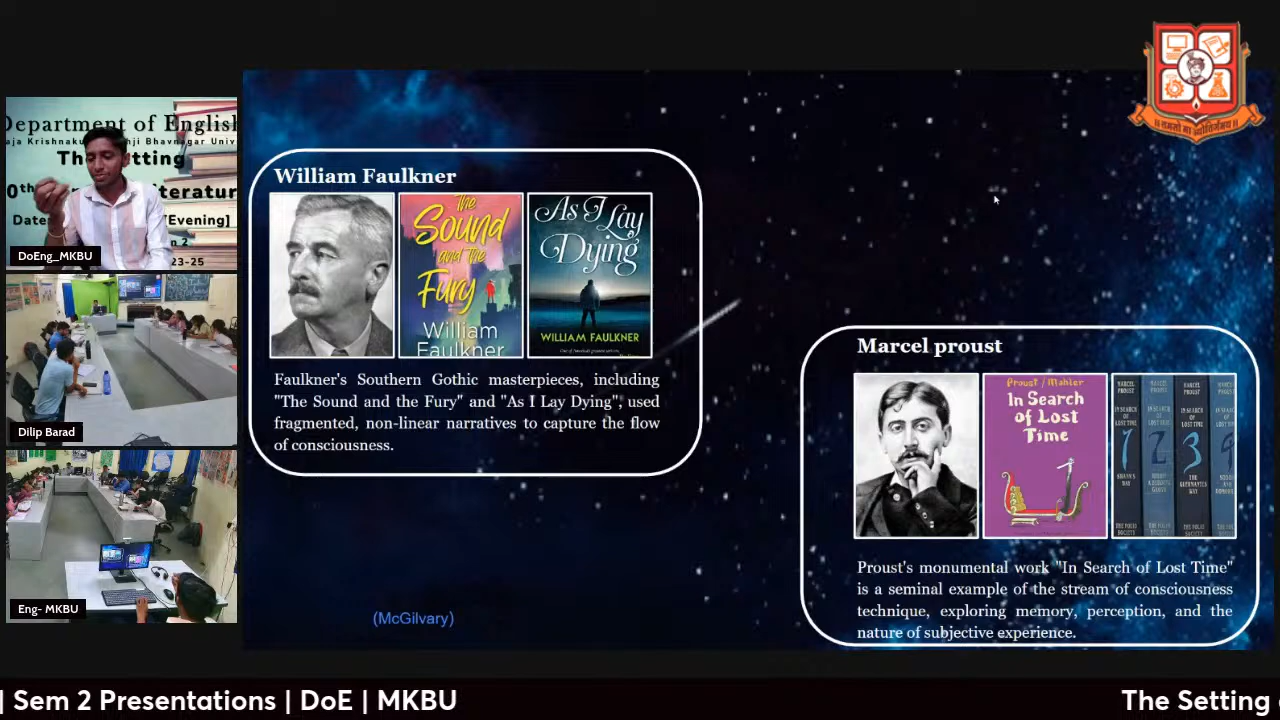 Department of English
Th Setting
Date
Evening]
n 2
23-25
DoEng_MKBU
Dilip Barad
Eng- MKBU
William Faulkner
The
Sound
and the
Fury
William
Faulkner
As I Lay
Dying
WILLIAM FAULKNER
Faulkner's Southern Gothic masterpieces, including
"The Sound and the Fury" and "As I Lay Dying", used
fragmented, non-linear narratives to capture the flow
of consciousness.
(McGilvary)
Marcel proust
Proust / Mahler
In Search
of Lost
Time
MARCEL PROUST
IN SEARCH OF LOST TIME
1
2
3
Proust's monumental work "In Search of Lost Time"
is a seminal example of the stream of consciousness
technique, exploring memory, perception, and the
nature of subjective experience.
| Sem 2 Presentations | DoE | MKBU
The Setting